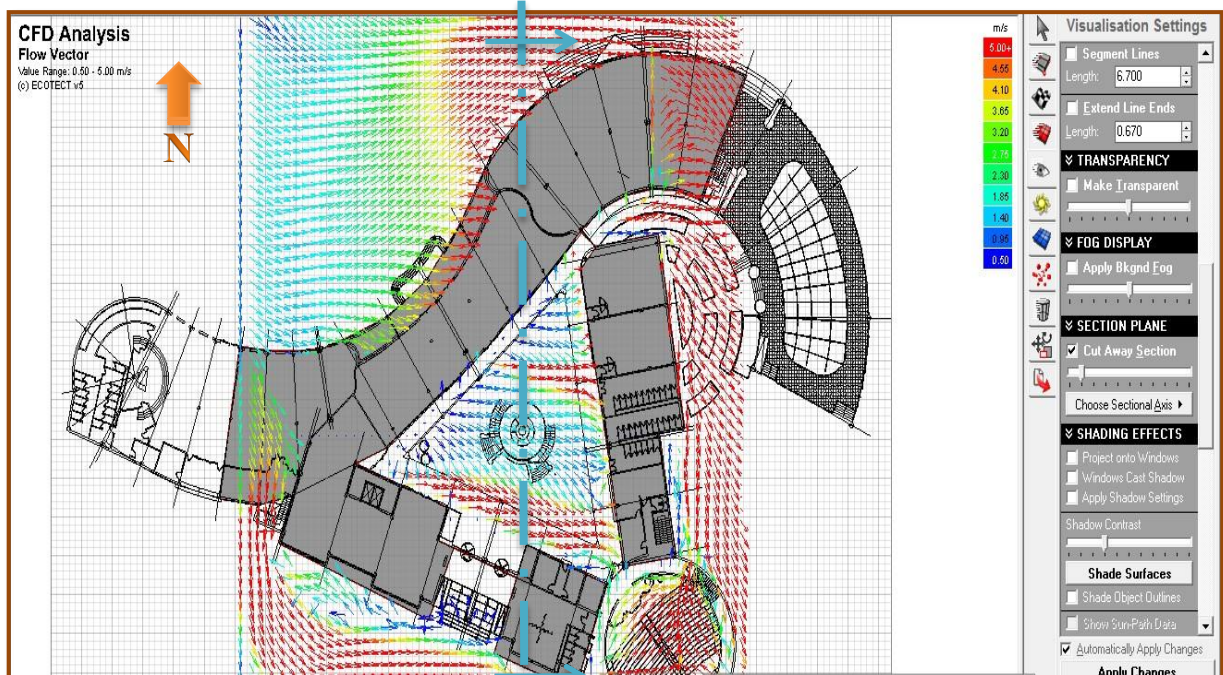 CFD Analysis
Flow Vector
Value Range: 0.50 - 5.00 m/s
(c) ECOTECT v5
N
m/s
5.00+
4.55
4.10
3.65
3.20
2.75
2.30
1.85
1.40
0.95
0.50
Visualisation Settings
Segment Lines
Length: 6.700
Extend Line Ends
Length: 0.670
TRANSPARENCY
Make Transparent
FOG DISPLAY
Apply Bkgnd Fog
SECTION PLANE
Cut Away Section
Choose Sectional Axis
SHADING EFFECTS
Project onto Windows
Windows Cast Shadow
Apply Shadow Settings
Shadow Contrast
Shade Surfaces
Shade Object Outlines
Show Sun-Path Data
Automatically Apply Changes
Apply Changes